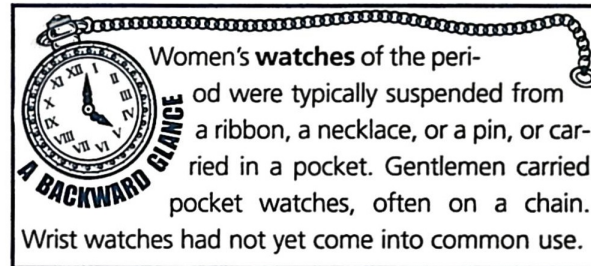 Women's watches of the peri-
od were typically suspended from
a ribbon, a necklace, or a pin, or car-
ried in a pocket. Gentlemen carried
pocket watches, often on a chain.
Wrist watches had not yet come into common use.
A BACKWARD GLANCE
XII
I
II
III
IV
V
VI
VII
VIII
IX
X
XI